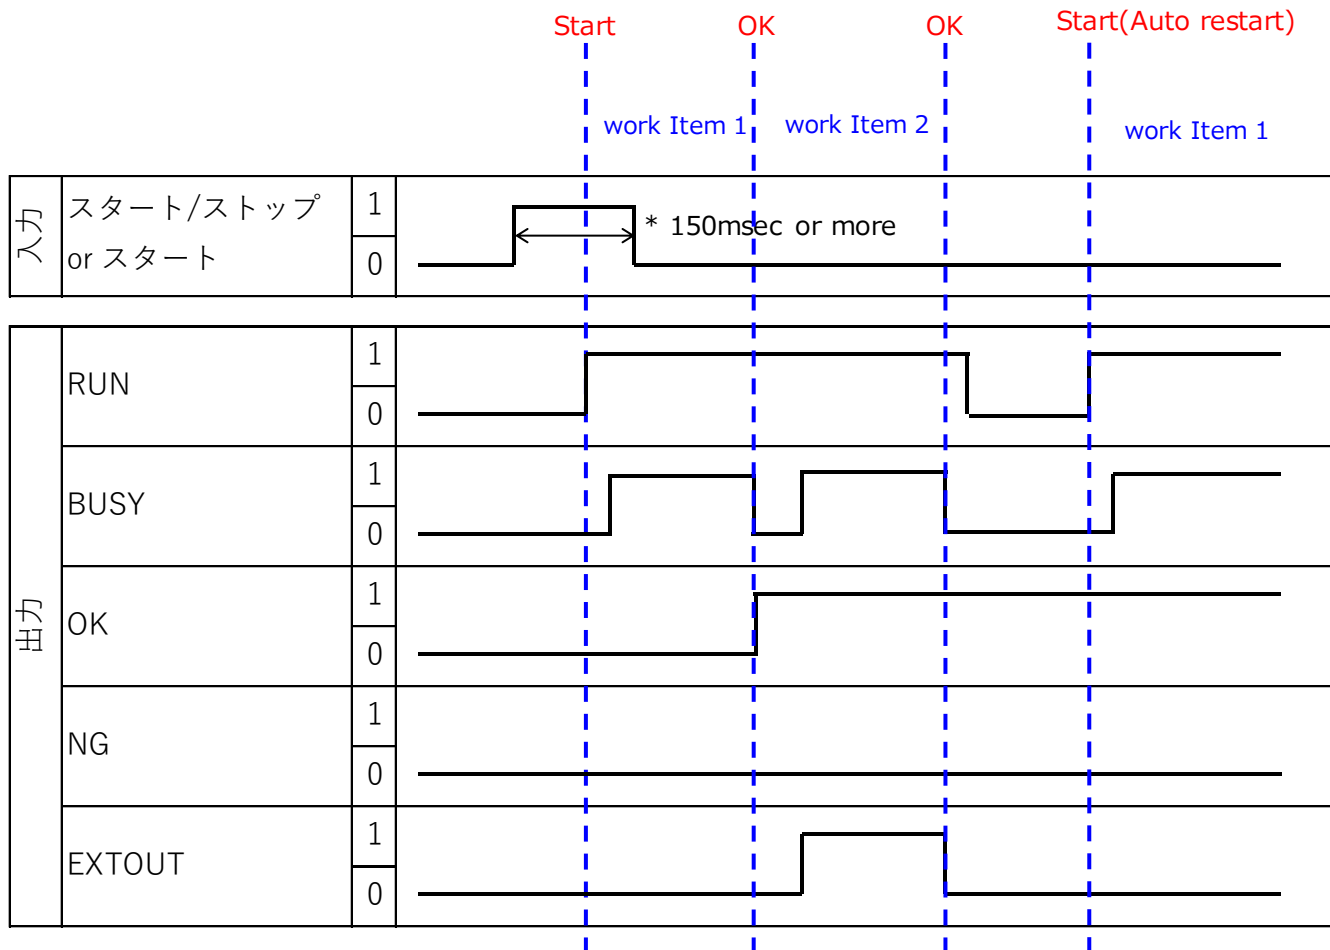 Start
OK
OK
Start(Auto restart)
work Item 1
work Item 2
work Item 1
入力
スタート/ストップ
or スタート
1
0
* 150msec or more
出力
RUN
1
0
BUSY
1
0
OK
1
0
NG
1
0
EXTOUT
1
0